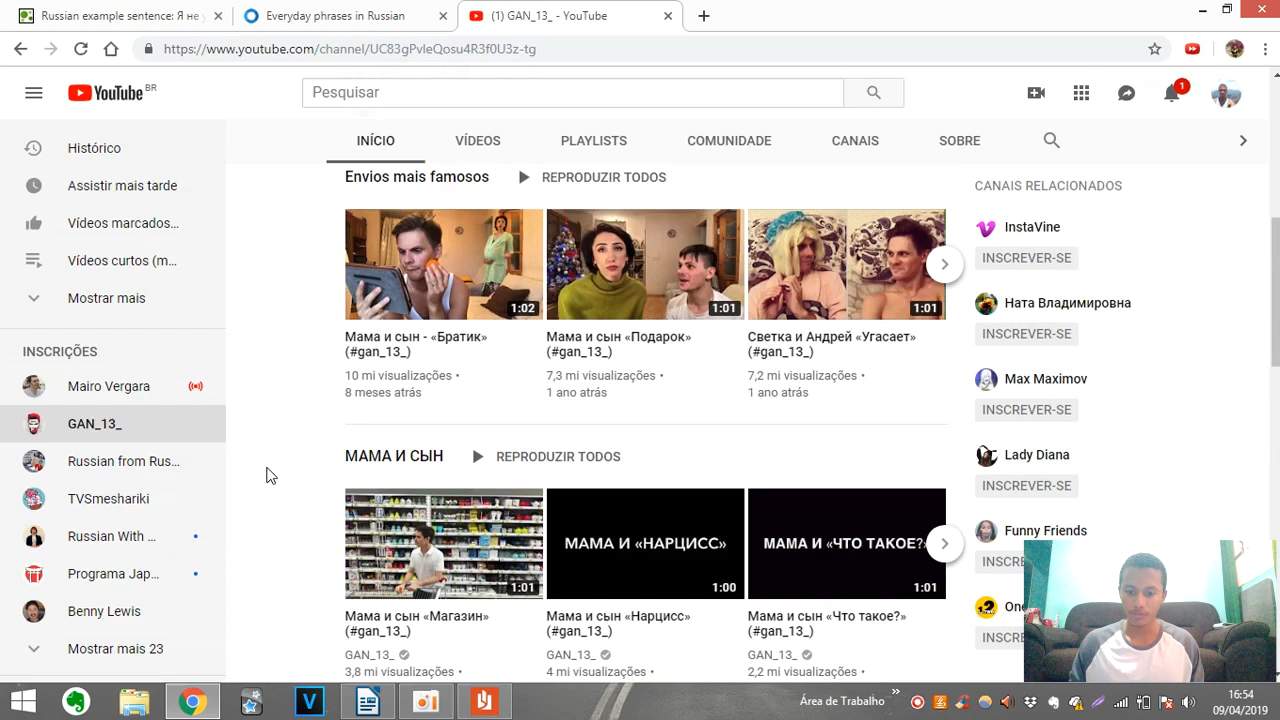 Russian example sentence: Я не у
Everyday phrases in Russian
(1) GAN_13_ - YouTube
https://www.youtube.com/channel/UC83gPvleQosu4R3f0U3z-tg
YouTube BR
Pesquisar
1
INÍCIO
VÍDEOS
PLAYLISTS
COMUNIDADE
CANAIS
SOBRE
Histórico
Assistir mais tarde
Vídeos marcados...
Vídeos curtos (m...
Mostrar mais
INSCRIÇÕES
Mairo Vergara
GAN_13_
Russian from Rus...
TVSmeshariki
Russian With ...
Programa Jap...
Benny Lewis
Mostrar mais 23
Envios mais famosos
REPRODUZIR TODOS
1:02
1:01
1:01
Мама и сын - «Братик»
(#gan_13_)
10 mi visualizações •
8 meses atrás
Мама и сын «Подарок»
(#gan_13_)
7,3 mi visualizações •
1 ano atrás
Светка и Андрей «Угасает»
(#gan_13_)
7,2 mi visualizações •
1 ano atrás
МАМА И СЫН
REPRODUZIR TODOS
1:01
МАМА И «НАРЦИСС»
1:00
МАМА И «ЧТО ТАКОЕ?»
1:01
Мама и сын «Магазин»
(#gan_13_)
GAN_13_
3,8 mi visualizações •
Мама и сын «Нарцисс»
(#gan_13_)
GAN_13_
4 mi visualizações •
Мама и сын «Что такое?»
(#gan_13_)
GAN_13_
2,2 mi visualizações •
CANAIS RELACIONADOS
InstaVine
INSCREVER-SE
Ната Владимировна
INSCREVER-SE
Max Maximov
INSCREVER-SE
Lady Diana
INSCREVER-SE
Funny Friends
Área de Trabalho
16:54
09/04/2019